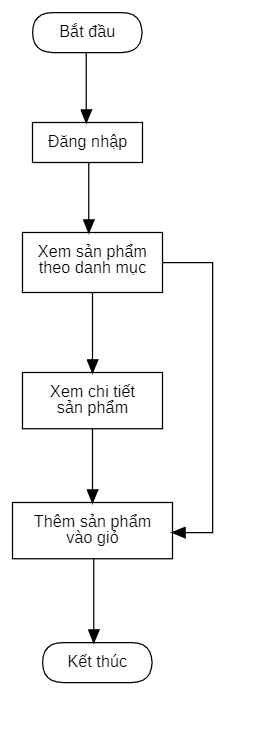 Bắt đầu
Đăng nhập
Xem sản phẩm
theo danh mục
Xem chi tiết
sản phẩm
Thêm sản phẩm
vào giỏ
Kết thúc